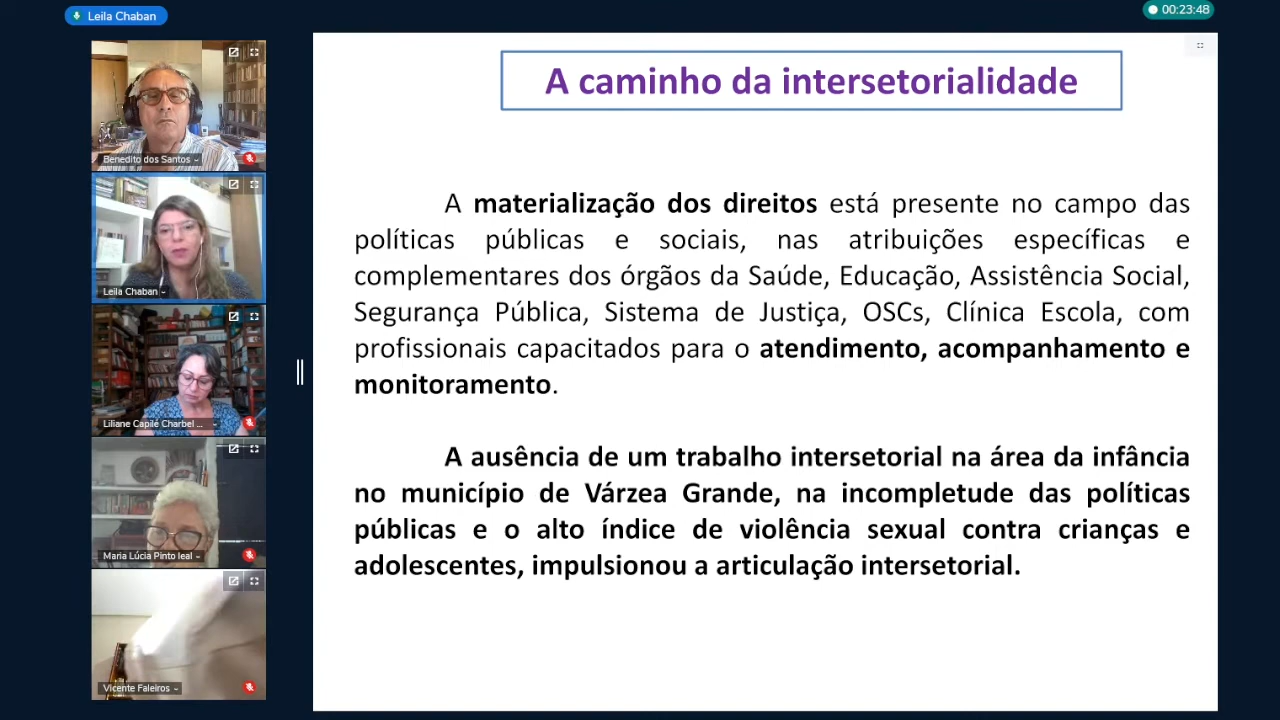 Leila Chaban
00:23:48
Benedito dos Santos
Leila Chaban
Liliane Capilé Charbel ...
Maria Lúcia Pinto leal
Vicente Faleiros
A caminho da intersetorialidade
A materialização dos direitos está presente no campo das
políticas públicas e sociais, nas atribuições específicas e
complementares dos órgãos da Saúde, Educação, Assistência Social,
Segurança Pública, Sistema de Justiça, OSCs, Clínica Escola, com
profissionais capacitados para o atendimento, acompanhamento e
monitoramento.
A ausência de um trabalho intersetorial na área da infância
no município de Várzea Grande, na incompletude das políticas
públicas e o alto índice de violência sexual contra crianças e
adolescentes, impulsionou a articulação intersetorial.